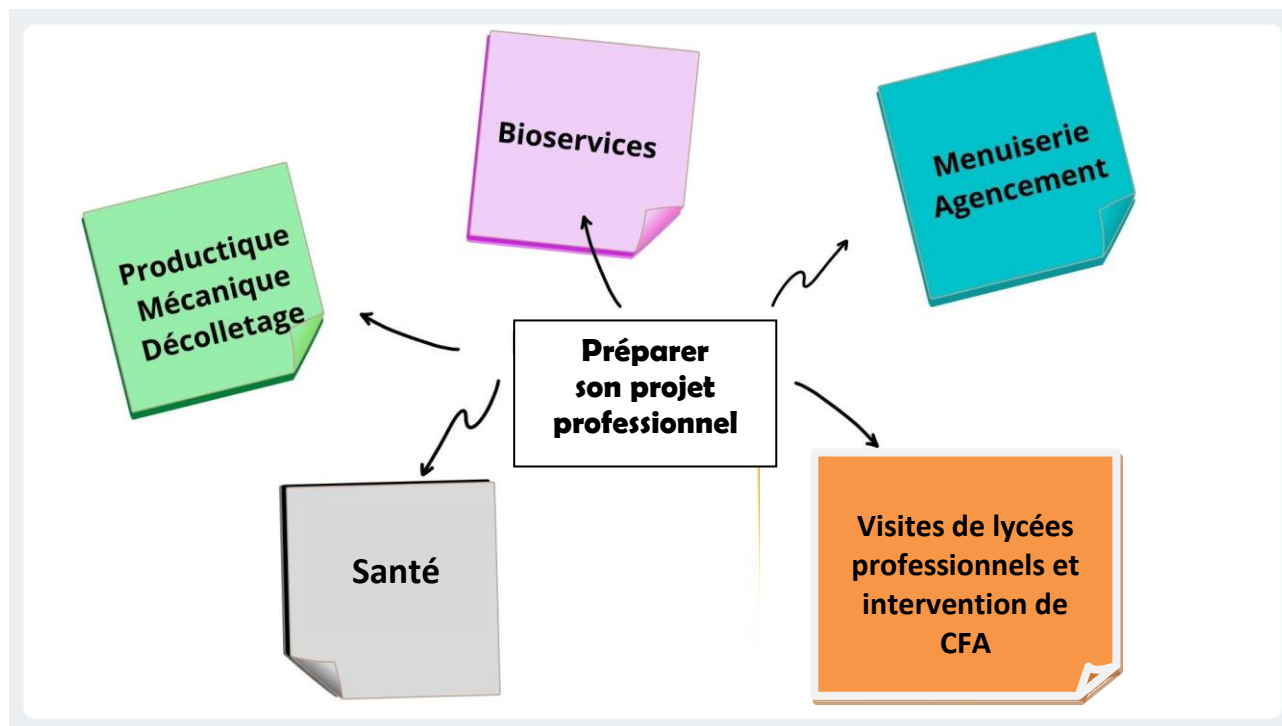 Bioservices
Menuiserie
Agencement
Productique
Mécanique
Décolletage
Préparer
son projet
professionnel
Santé
Visites de lycées
professionnels et
intervention de
CFA